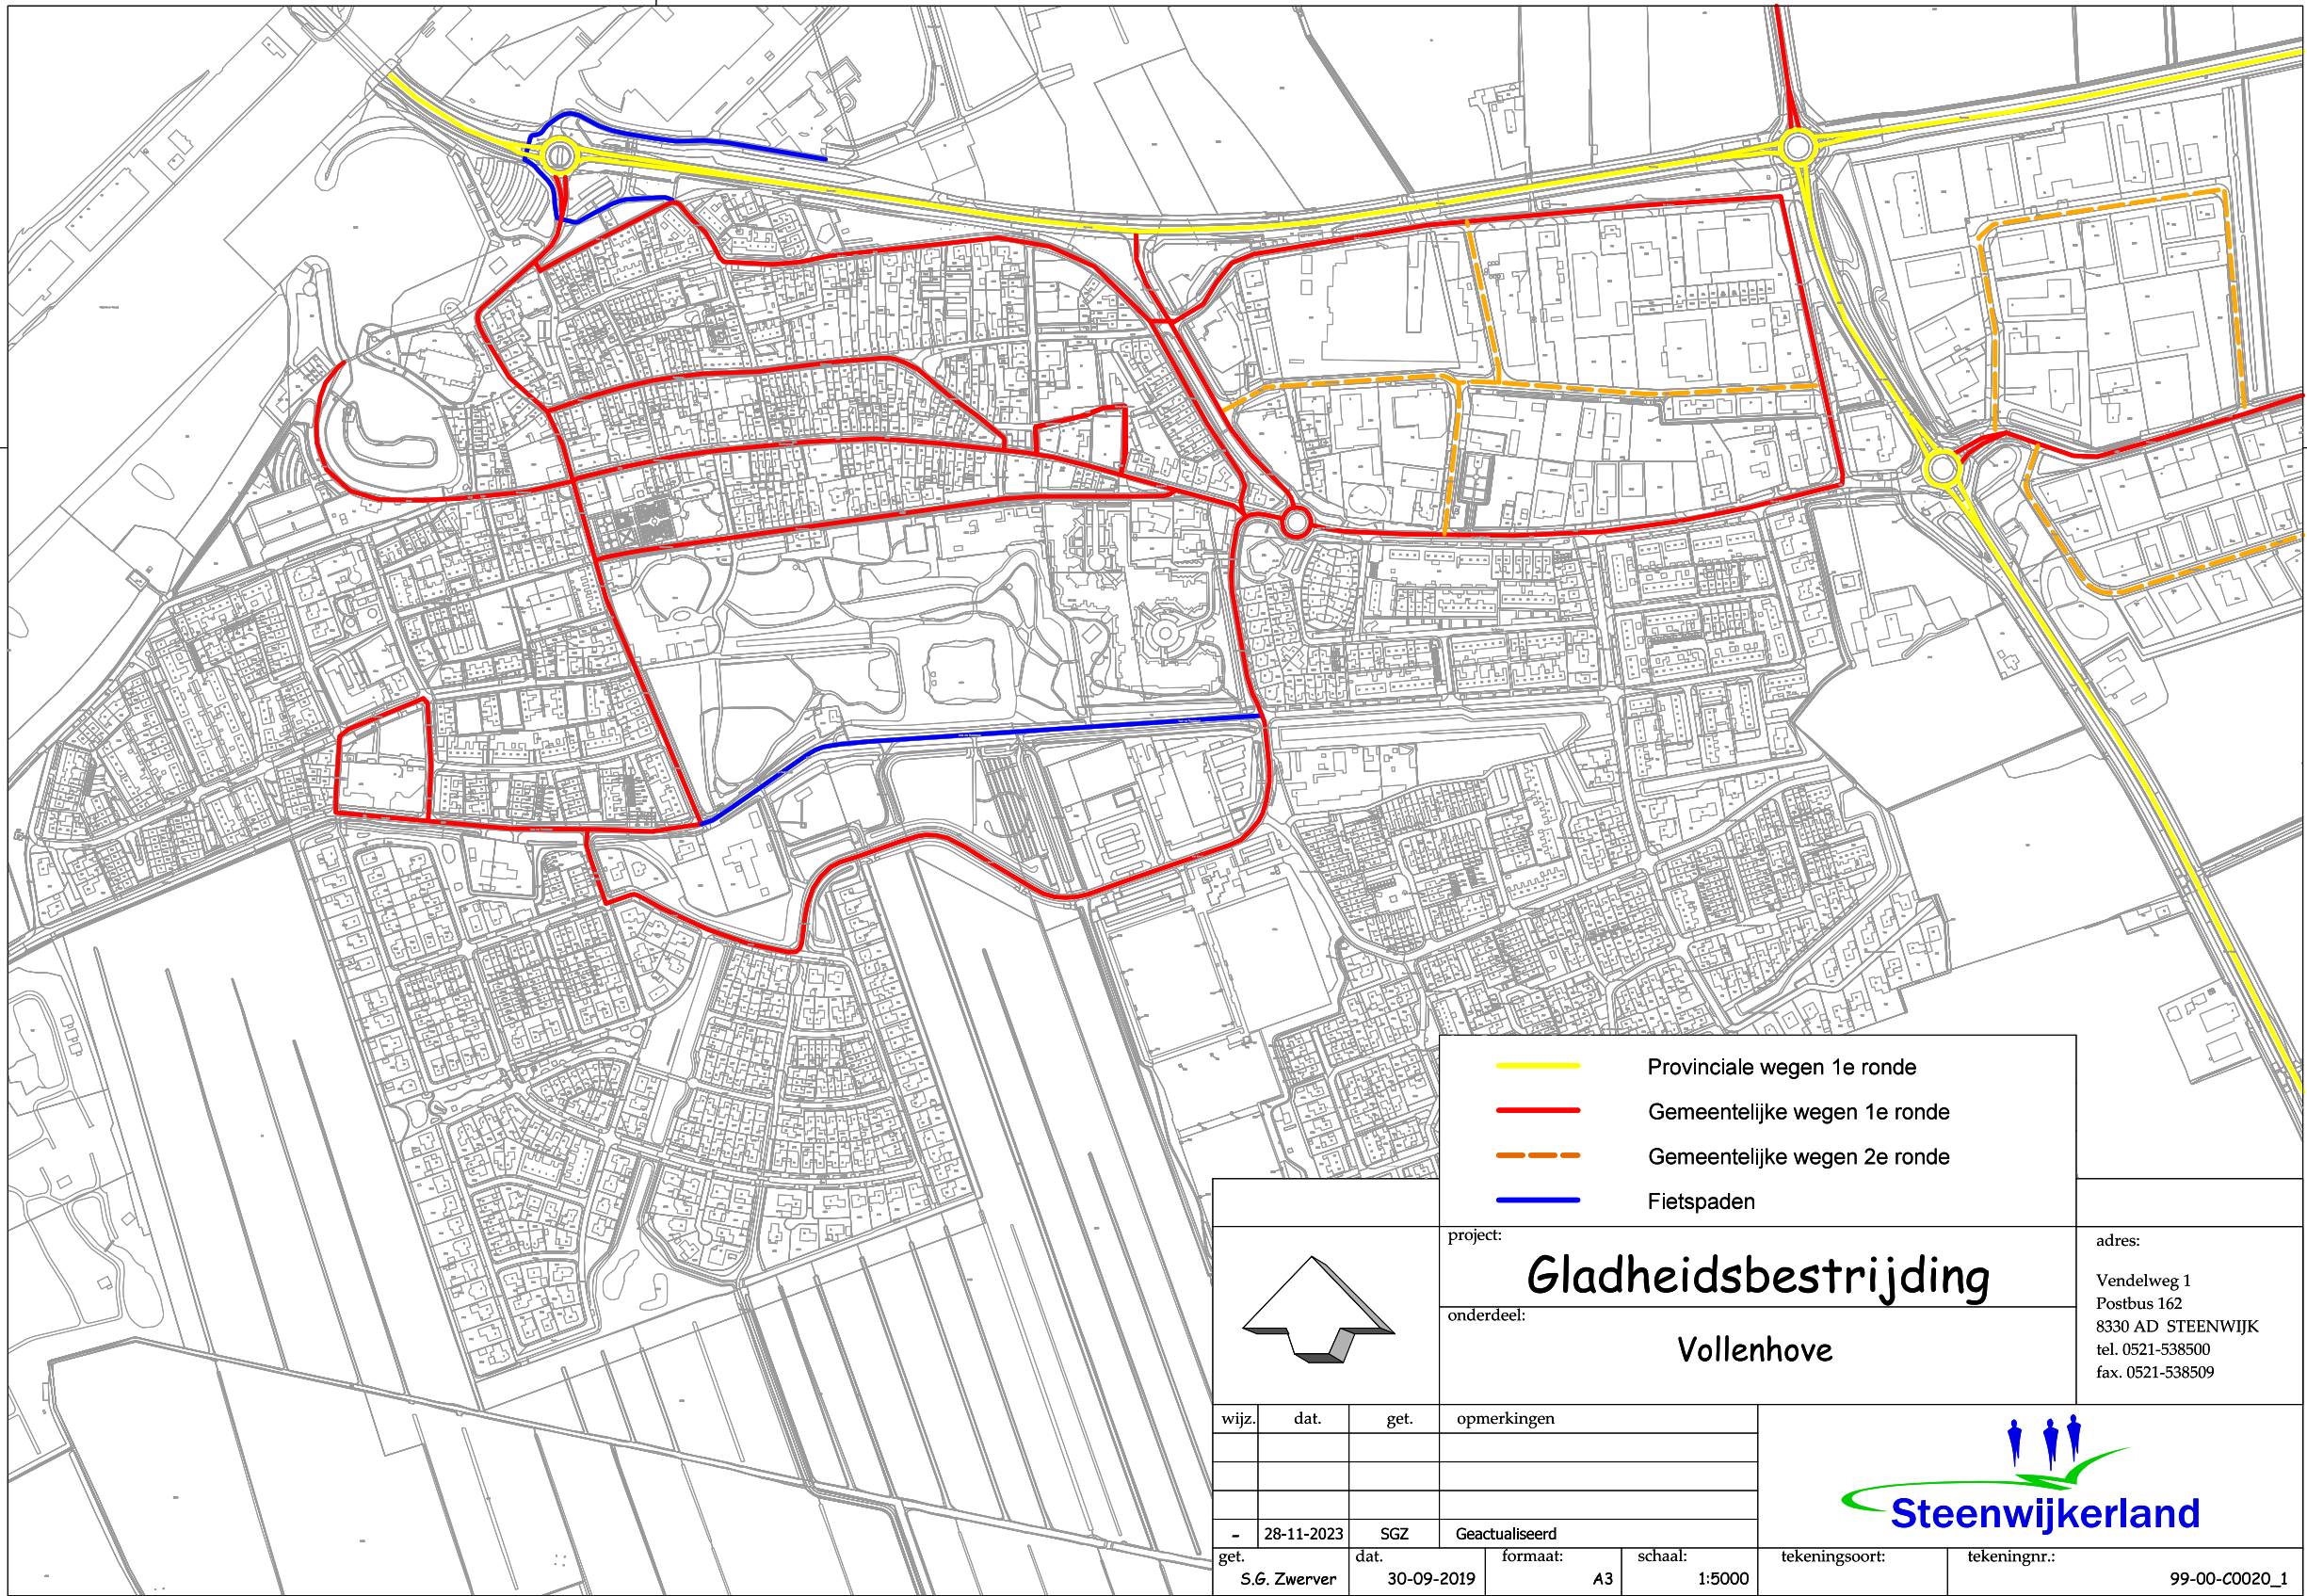 Provinciale wegen 1e ronde
Gemeentelijke wegen 1e ronde
Gemeentelijke wegen 2e ronde
Fietspaden
project:
Gladheidsbestrijding
onderdeel:
Vollenhove
adres:
Vendelweg 1
Postbus 162
8330 AD STEENWIJK
tel. 0521-538500
fax. 0521-538509
wijz. dat. get. opmerkingen
- 28-11-2023 SGZ Geactualiseerd
Steenwijkerland
get. dat. formaat: schaal: tekeningsoort: tekeningnr.:
S.G. Zwerver 30-09-2019 A3 1:5000 99-00-C0020_1